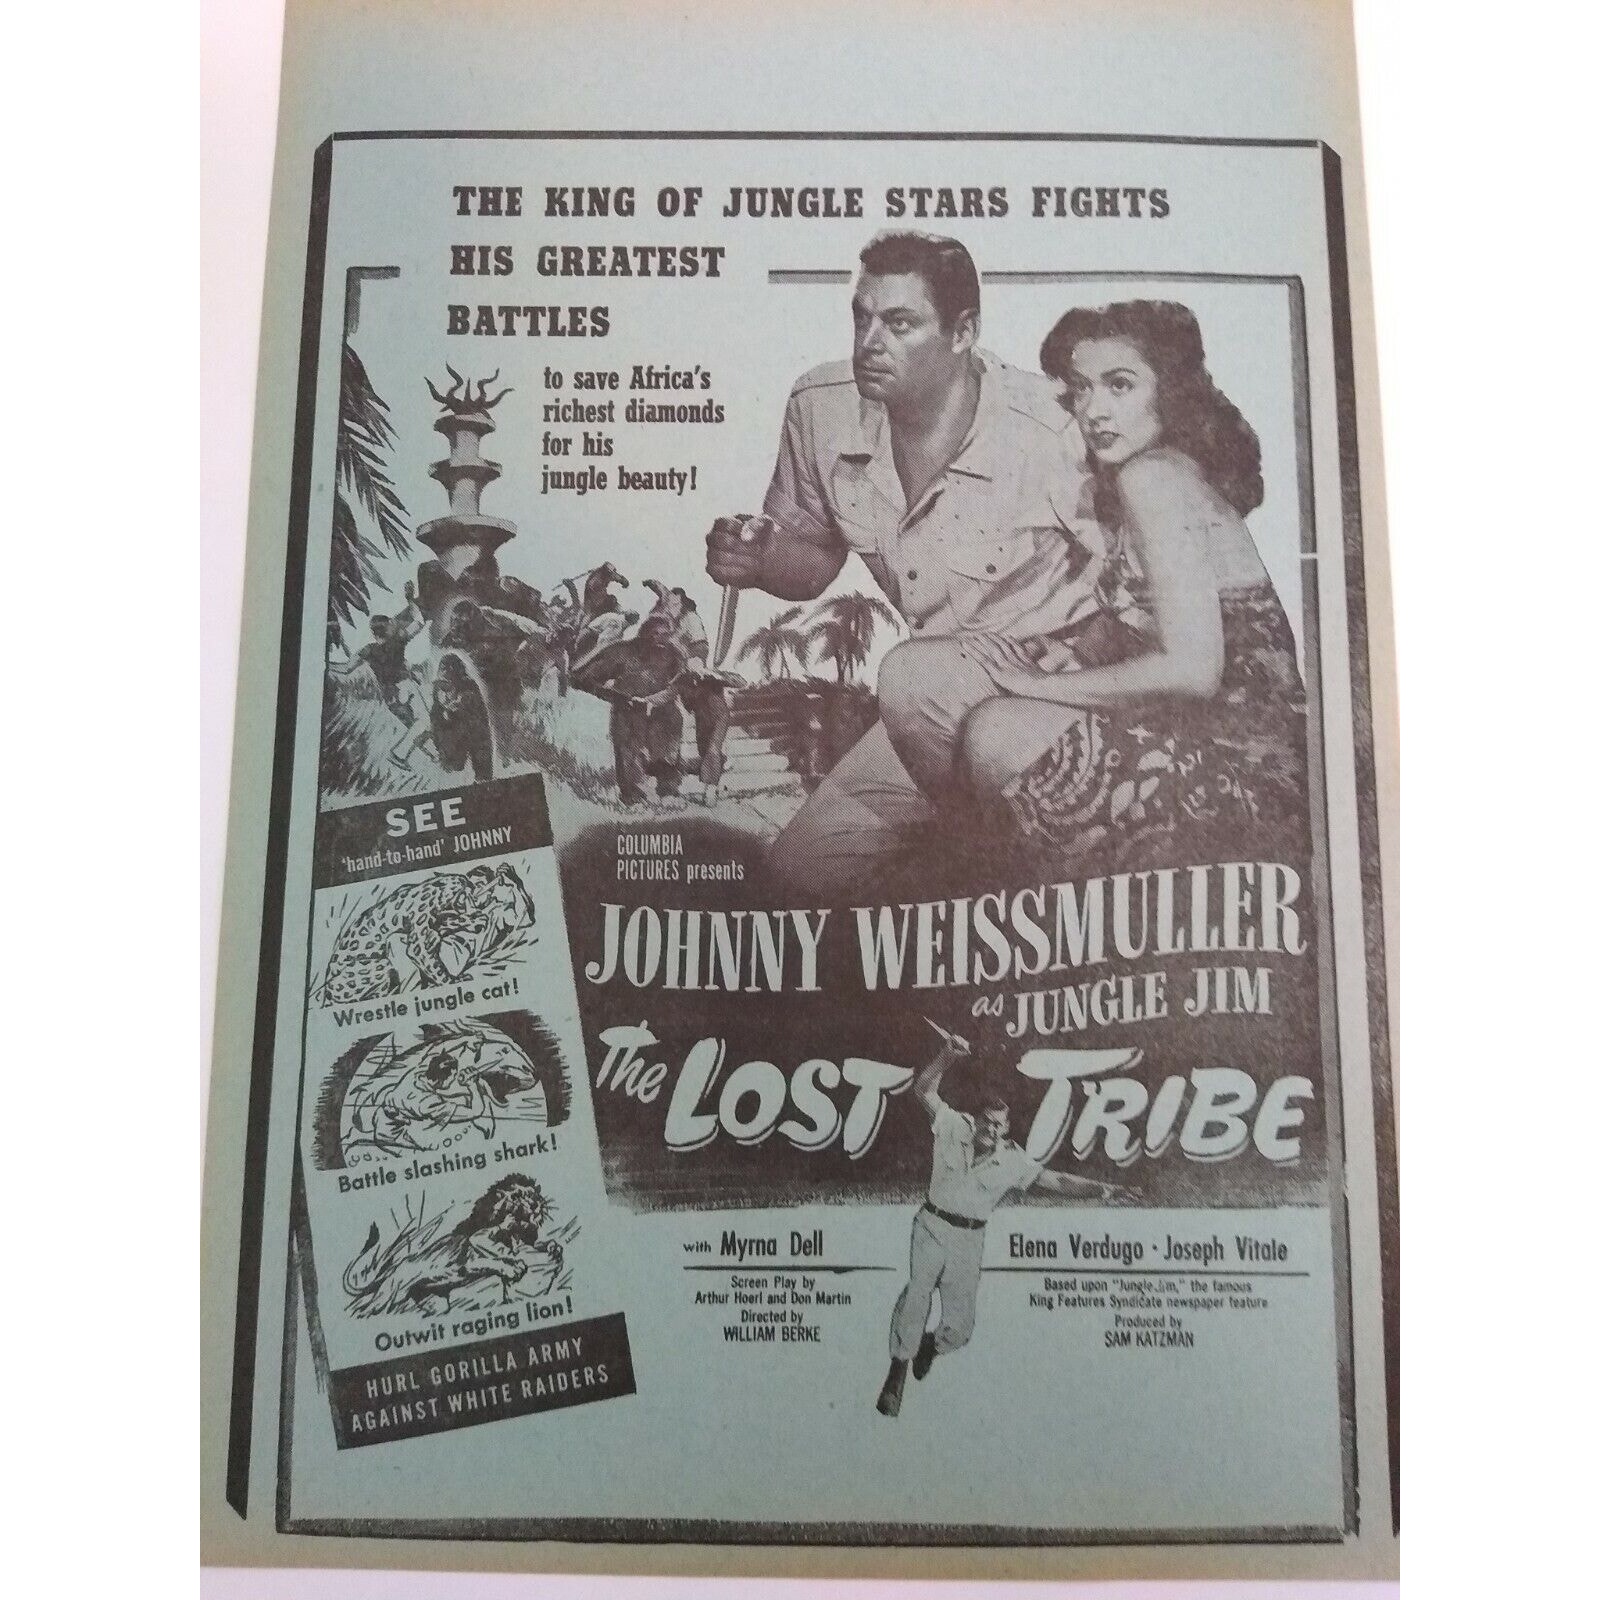 THE KING OF JUNGLE STARS FIGHTS
HIS GREATEST
BATTLES
to save Africa's
richest diamonds
for his
jungle beauty!
SEE
'hand-to-hand' JOHNNY
Wrestle jungle cat!
Battle slashing shark!
Outwit raging lion!
HURL GORILLA ARMY
AGAINST WHITE RAIDERS
COLUMBIA
PICTURES presents
JOHNNY WEISSMULLER
as JUNGLE JIM
The LOST TRIBE
with Myrna Dell
Elena Verdugo · Joseph Vitale
Screen Play by
Arthur Hoerl and Don Martin
Directed by
WILLIAM BERKE
Based upon "Jungle Jim," the famous
King Features Syndicate newspaper feature
Produced by
SAM KATZMAN